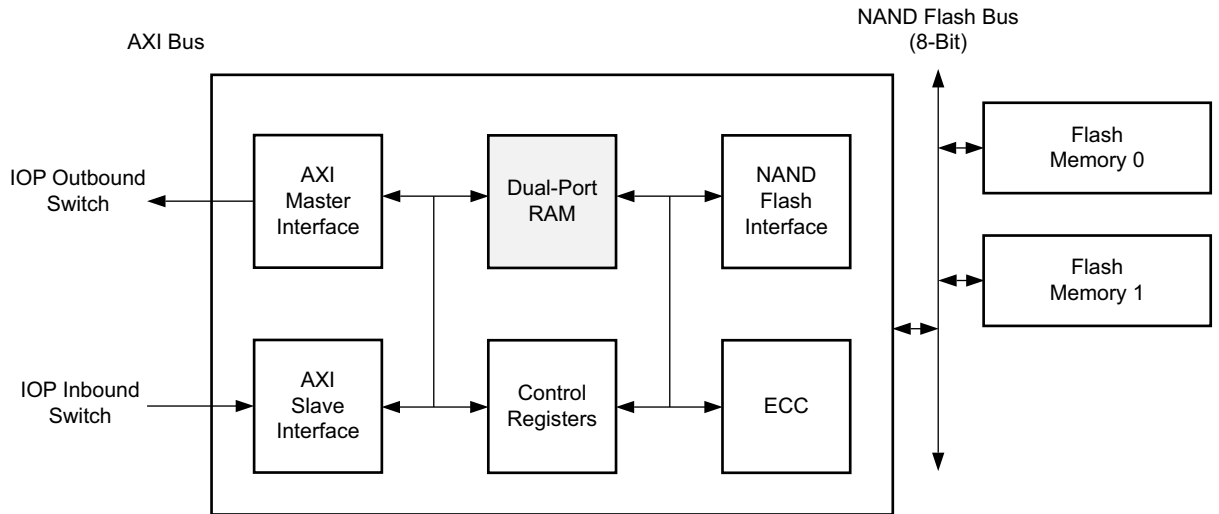 AXI Bus
NAND Flash Bus
(8-Bit)
IOP Outbound
Switch
AXI
Master
Interface
Dual-Port
RAM
NAND
Flash
Interface
Flash
Memory 0
Flash
Memory 1
IOP Inbound
Switch
AXI
Slave
Interface
Control
Registers
ECC